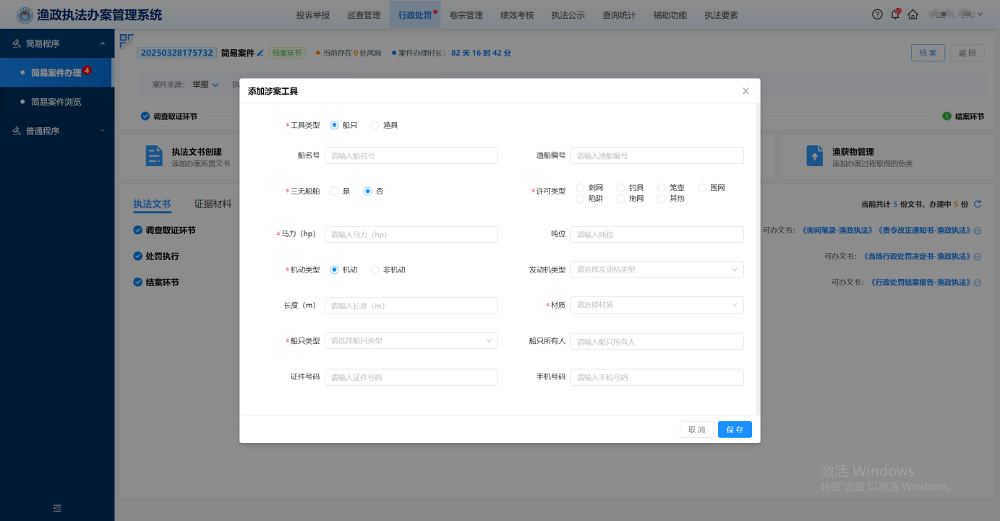 渔政执法办案管理系统
投诉举报 巡查管理 行政处罚 卷宗管理 绩效考核 执法公示 查询统计 辅助功能 执法要素
简易程序
简易案件办理 4
简易案件浏览
普通程序
20250328175732 简易案件 结案环节 当前存在 0 处风险 案件办理时长: 82 天 16 时 42 分
结 案 返 回
案件来源: 举报 执
调查取证环节
结案环节
执法文书创建
添加办案所需文书
渔获物管理
添加办案过程取得的鱼类
执法文书 证据材料
当前共计 5 份文书，办理中 5 份
调查取证环节
可办文书: 《询问笔录-渔政执法》《责令改正通知书-渔政执法》
处罚执行
可办文书: 《当场行政处罚决定书-渔政执法》
结案环节
可办文书: 《行政处罚结案报告-渔政执法》
添加涉案工具
*工具类型 船只 渔具
船名号 请输入船名号
渔船编号 请输入渔船编号
*三无船舶 是 否
*许可类型 刺网 钓具 笼壶 围网
陷阱 拖网 其他
*马力（hp） 请输入马力（hp）
吨位 请输入吨位
*机动类型 机动 非机动
发动机类型 请选择发动机类型
长度（m） 请输入长度（m）
*材质 请选择材质
*船只类型 请选择船只类型
船只所有人 请输入船只所有人
证件号码 请输入证件号码
手机号码 请输入手机号码
取 消 保 存
激活 Windows
转到"设置"以激活 Windows。